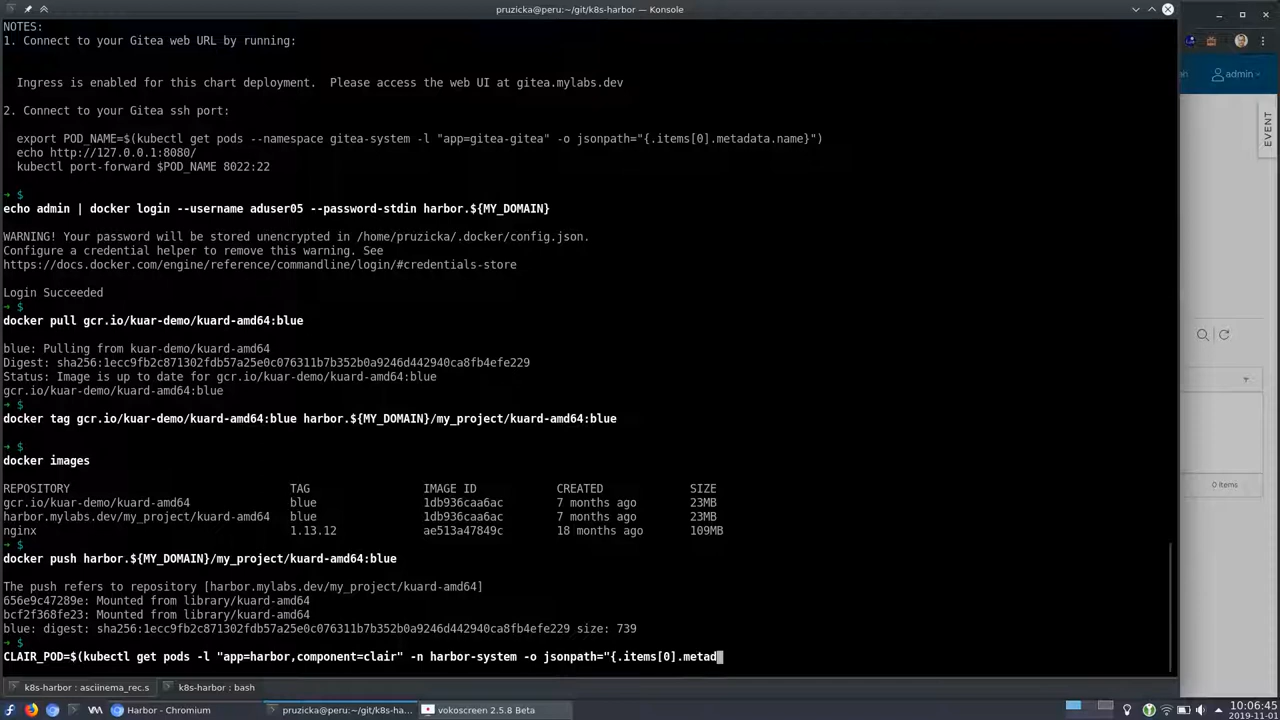 pruzicka@peru:~/git/k8s-harbor — Konsole
NOTES:
1. Connect to your Gitea web URL by running:
Ingress is enabled for this chart deployment.  Please access the web UI at gitea.mylabs.dev
2. Connect to your Gitea ssh port:
export POD_NAME=$(kubectl get pods --namespace gitea-system -l "app=gitea-gitea" -o jsonpath="{.items[0].metadata.name}")
echo http://127.0.0.1:8080/
kubectl port-forward $POD_NAME 8022:22
➜ $
echo admin | docker login --username aduser05 --password-stdin harbor.${MY_DOMAIN}
WARNING! Your password will be stored unencrypted in /home/pruzicka/.docker/config.json.
Configure a credential helper to remove this warning. See
https://docs.docker.com/engine/reference/commandline/login/#credentials-store
Login Succeeded
➜ $
docker pull gcr.io/kuar-demo/kuard-amd64:blue
blue: Pulling from kuar-demo/kuard-amd64
Digest: sha256:1ecc9fb2c871302fdb57a25e0c076311b7b352b0a9246d442940ca8fb4efe229
Status: Image is up to date for gcr.io/kuar-demo/kuard-amd64:blue
gcr.io/kuar-demo/kuard-amd64:blue
➜ $
docker tag gcr.io/kuar-demo/kuard-amd64:blue harbor.${MY_DOMAIN}/my_project/kuard-amd64:blue
➜ $
docker images
REPOSITORY TAG IMAGE ID CREATED SIZE
gcr.io/kuar-demo/kuard-amd64 blue 1db936caa6ac 7 months ago 23MB
harbor.mylabs.dev/my_project/kuard-amd64 blue 1db936caa6ac 7 months ago 23MB
nginx 1.13.12 ae513a47849c 18 months ago 109MB
➜ $
docker push harbor.${MY_DOMAIN}/my_project/kuard-amd64:blue
The push refers to repository [harbor.mylabs.dev/my_project/kuard-amd64]
656e9c47289e: Mounted from library/kuard-amd64
bcf2f368fe23: Mounted from library/kuard-amd64
blue: digest: sha256:1ecc9fb2c871302fdb57a25e0c076311b7b352b0a9246d442940ca8fb4efe229 size: 739
➜ $
CLAIR_POD=$(kubectl get pods -l "app=harbor,component=clair" -n harbor-system -o jsonpath="{.items[0].metad
admin
EVENT
0 Items
k8s-harbor : asciinema_rec.s
k8s-harbor : bash
Harbor - Chromium
pruzicka@peru:~/git/k8s-ha...
vokoscreen 2.5.8 Beta
10:06:45
2019-11-01